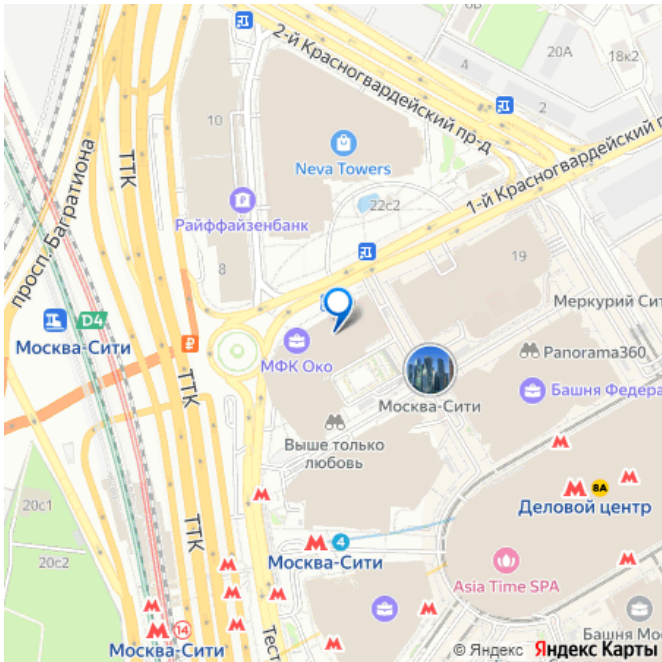 6Б
20А
18к2
4
2
2-й Красногвардейский пр-д
10
просп. Багратиона
ТТК
Neva Towers
1-й Красногвардейский п
22с2
Райффайзенбанк
8
19
Меркурий Сит
D4
Москва-Сити
МФК Око
Panorama360
ТТК
Москва-Сити
Башня Федера
Выше только
любовь
8А
Деловой центр
20с1
ТТК
4
Москва-Сити
20с2
Asia Time SPA
14
Москва-Сити
Тест
Башня Мос
© Яндекс Яндекс Карты